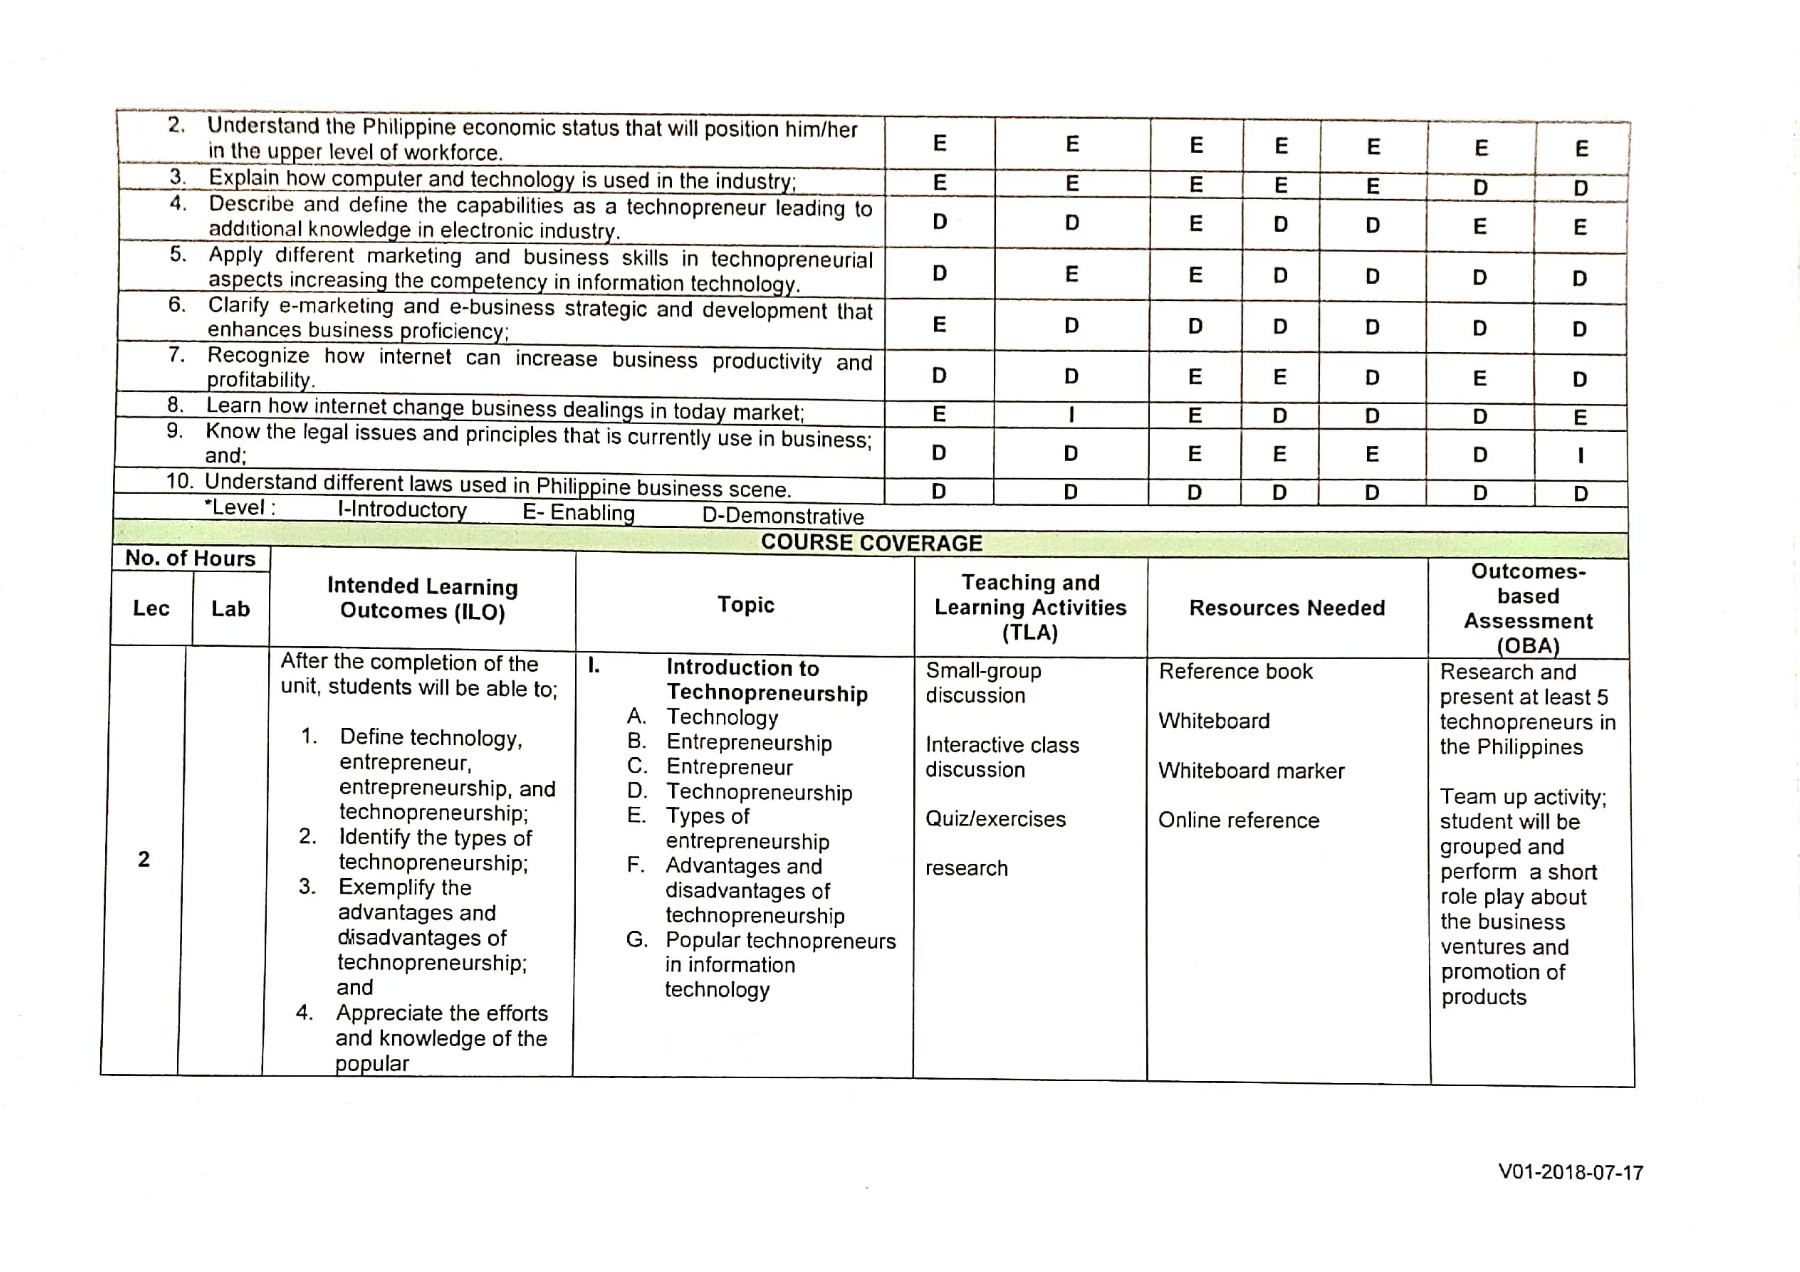 2. Understand the Philippine economic status that will position him/her
in the upper level of workforce.
E E E E E E E
3. Explain how computer and technology is used in the industry;
E E E E E D D
4. Describe and define the capabilities as a technopreneur leading to
additional knowledge in electronic industry.
D D E D D E E
5. Apply different marketing and business skills in technopreneurial
aspects increasing the competency in information technology.
D E E D D D D
6. Clarify e-marketing and e-business strategic and development that
enhances business proficiency;
E D D D D D D
7. Recognize how internet can increase business productivity and
profitability.
D D E E D E D
8. Learn how internet change business dealings in today market;
E I E D D D E
9. Know the legal issues and principles that is currently use in business;
and;
D D E E E D I
10. Understand different laws used in Philippine business scene.
D D D D D D D
*Level : I-Introductory E- Enabling D-Demonstrative
COURSE COVERAGE
No. of Hours
Lec
Lab
Intended Learning
Outcomes (ILO)
Topic
Teaching and
Learning Activities
(TLA)
Resources Needed
Outcomes-
based
Assessment
(OBA)
2
After the completion of the
unit, students will be able to;
1. Define technology,
entrepreneur,
entrepreneurship, and
technopreneurship;
2. Identify the types of
technopreneurship;
3. Exemplify the
advantages and
disadvantages of
technopreneurship;
and
4. Appreciate the efforts
and knowledge of the
popular
I. Introduction to
Technopreneurship
A. Technology
B. Entrepreneurship
C. Entrepreneur
D. Technopreneurship
E. Types of
entrepreneurship
F. Advantages and
disadvantages of
technopreneurship
G. Popular technopreneurs
in information
technology
Small-group
discussion
Interactive class
discussion
Quiz/exercises
research
Reference book
Whiteboard
Whiteboard marker
Online reference
Research and
present at least 5
technopreneurs in
the Philippines
Team up activity;
student will be
grouped and
perform a short
role play about
the business
ventures and
promotion of
products
V01-2018-07-17